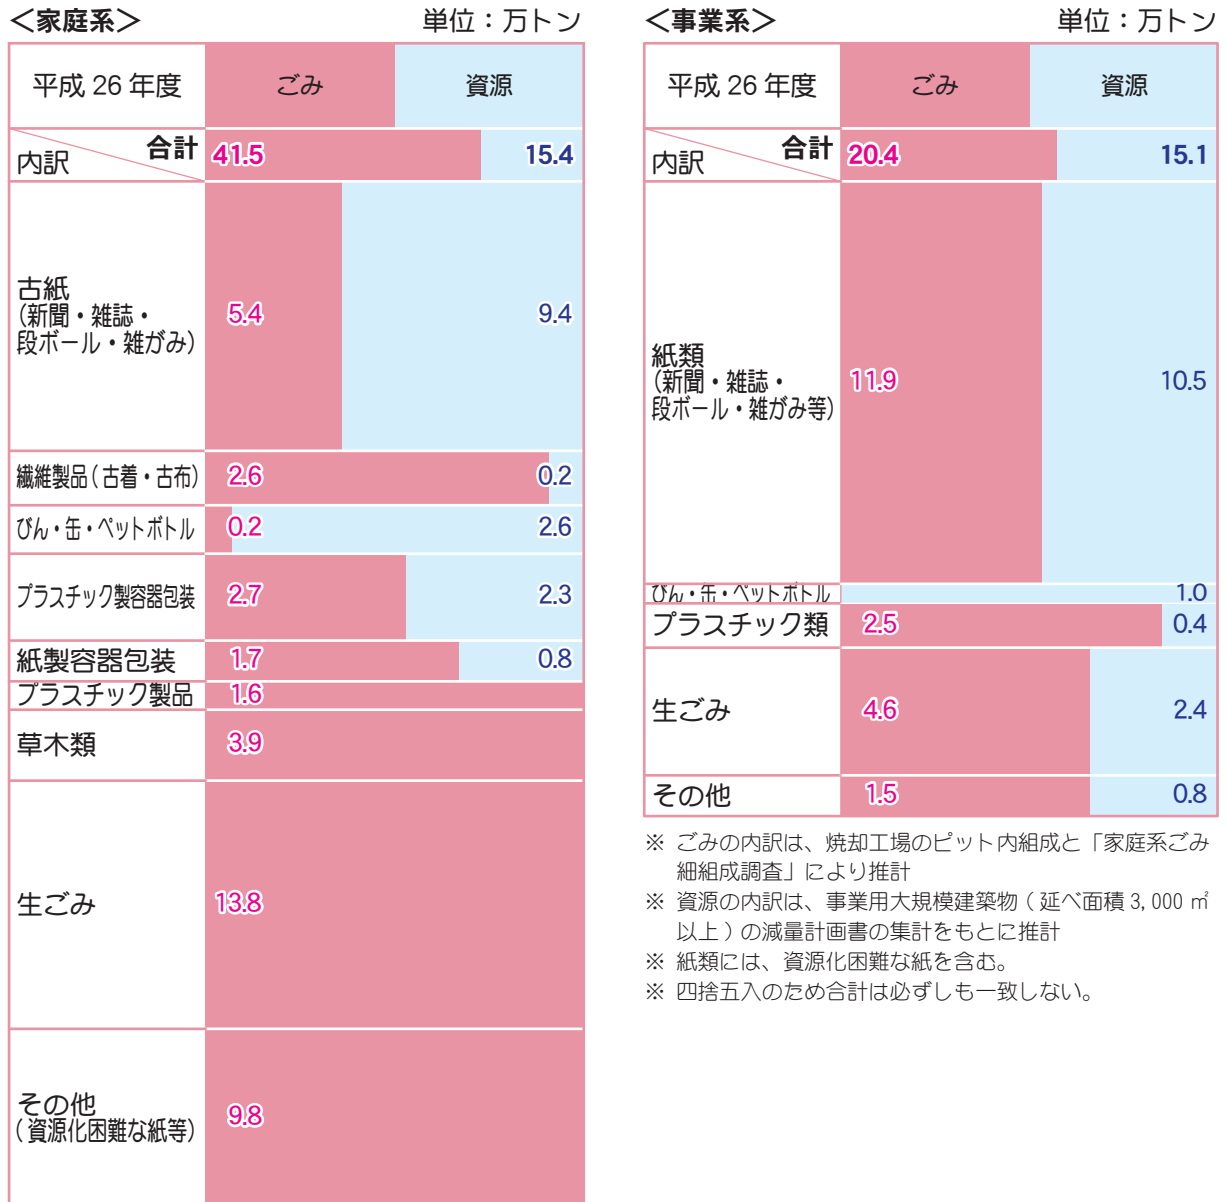 ＜家庭系＞ 単位：万トン
平成 26 年度 ごみ 資源
合計 41.5 15.4
内訳
古紙
（新聞・雑誌・
段ボール・雑がみ） 5.4 9.4
繊維製品（古着・古布） 2.6 0.2
びん・缶・ペットボトル 0.2 2.6
プラスチック製容器包装 2.7 2.3
紙製容器包装 1.7 0.8
プラスチック製品 1.6
草木類 3.9
生ごみ 13.8
その他
（資源化困難な紙等） 9.8
＜事業系＞ 単位：万トン
平成 26 年度 ごみ 資源
合計 20.4 15.1
内訳
紙類
（新聞・雑誌・
段ボール・雑がみ等） 11.9 10.5
びん・缶・ペットボトル 1.0
プラスチック類 2.5 0.4
生ごみ 4.6 2.4
その他 1.5 0.8
※ ごみの内訳は、焼却工場のピット内組成と「家庭系ごみ
細組成調査」により推計
※ 資源の内訳は、事業用大規模建築物（延べ面積 3,000 ㎡
以上）の減量計画書の集計をもとに推計
※ 紙類には、資源化困難な紙を含む。
※ 四捨五入のため合計は必ずしも一致しない。